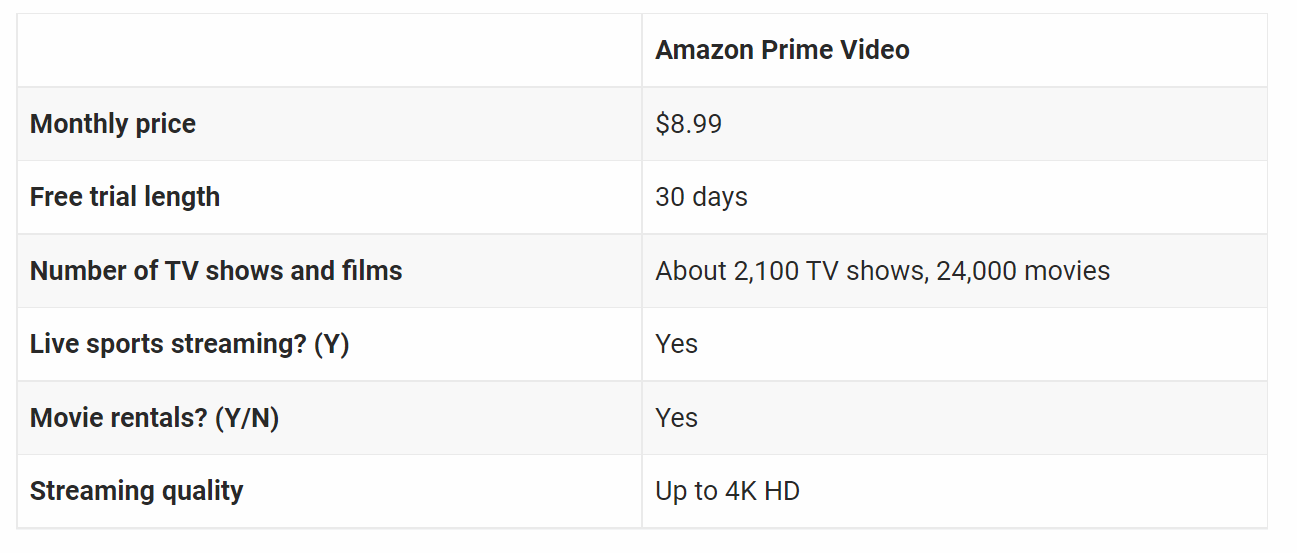 Amazon Prime Video
Monthly price $8.99
Free trial length 30 days
Number of TV shows and films About 2,100 TV shows, 24,000 movies
Live sports streaming? (Y) Yes
Movie rentals? (Y/N) Yes
Streaming quality Up to 4K HD